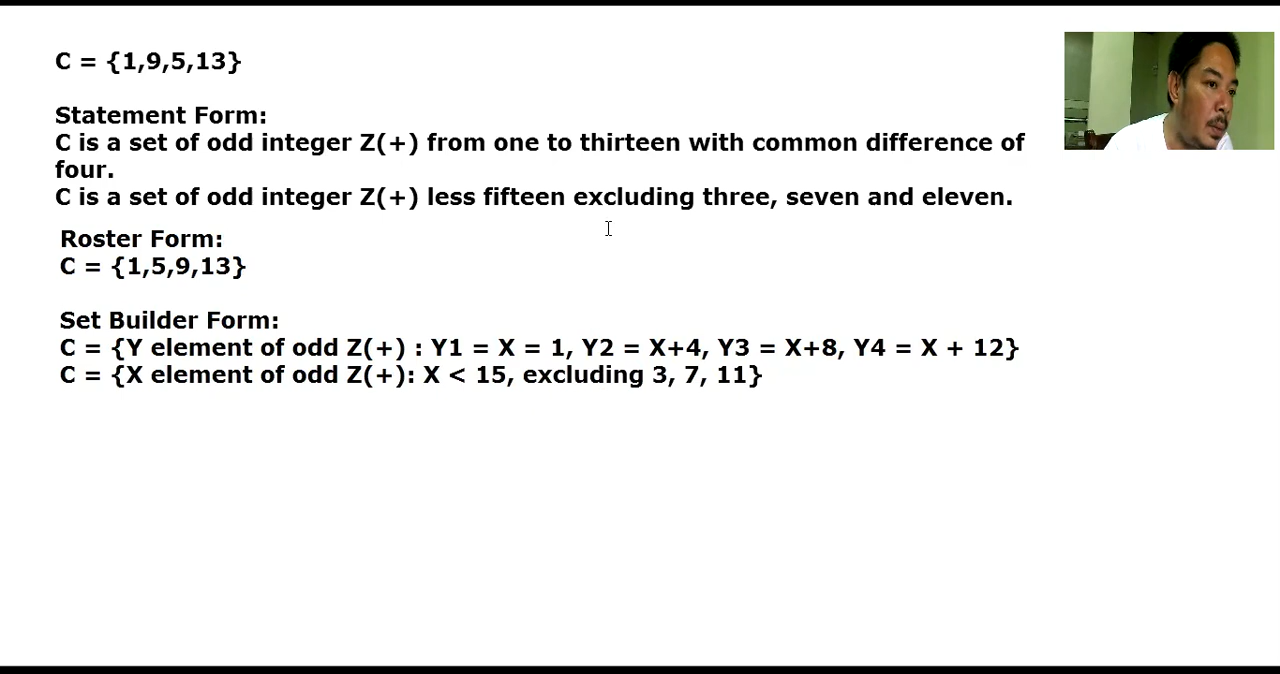 C = {1,9,5,13}
Statement Form:
C is a set of odd integer Z(+) from one to thirteen with common difference of
four.
C is a set of odd integer Z(+) less fifteen excluding three, seven and eleven.
Roster Form:
C = {1,5,9,13}
Set Builder Form:
C = {Y element of odd Z(+) : Y1 = X = 1, Y2 = X+4, Y3 = X+8, Y4 = X + 12}
C = {X element of odd Z(+): X < 15, excluding 3, 7, 11}